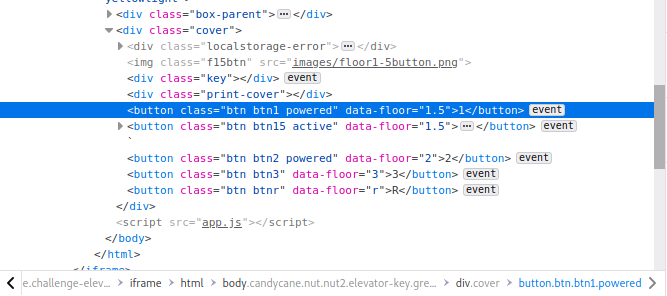 yellowlight">
<div class="box-parent"> ⋯ </div>
<div class="cover">
<div class="localstorage-error"> ⋯ </div>
<img class="f15btn" src="images/floor1-5button.png">
<div class="key"></div> event
<div class="print-cover"></div>
<button class="btn btn1 powered" data-floor="1.5">1</button> event
<button class="btn btn15 active" data-floor="1.5"> ⋯ </button> event
`
<button class="btn btn2 powered" data-floor="2">2</button> event
<button class="btn btn3" data-floor="3">3</button> event
<button class="btn btnr" data-floor="r">R</button> event
</div>
<script src="app.js"></script>
</body>
</html>
</iframe>
e.challenge-elev… iframe html body.candycane.nut.nut2.elevator-key.gre… div.cover button.btn.btn1.powered